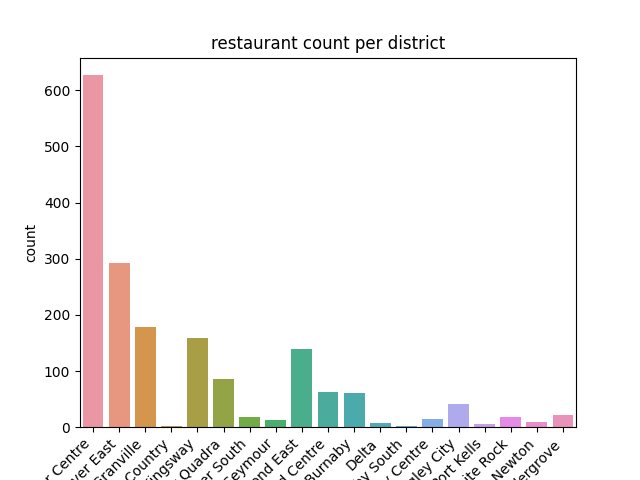 restaurant count per district
count
600
500
400
300
200
100
0
Centre
East
Granville
Country
Quadra
South
East
Centre
Burnaby
Delta
South
Centre
City
Kells
Rock
Newton